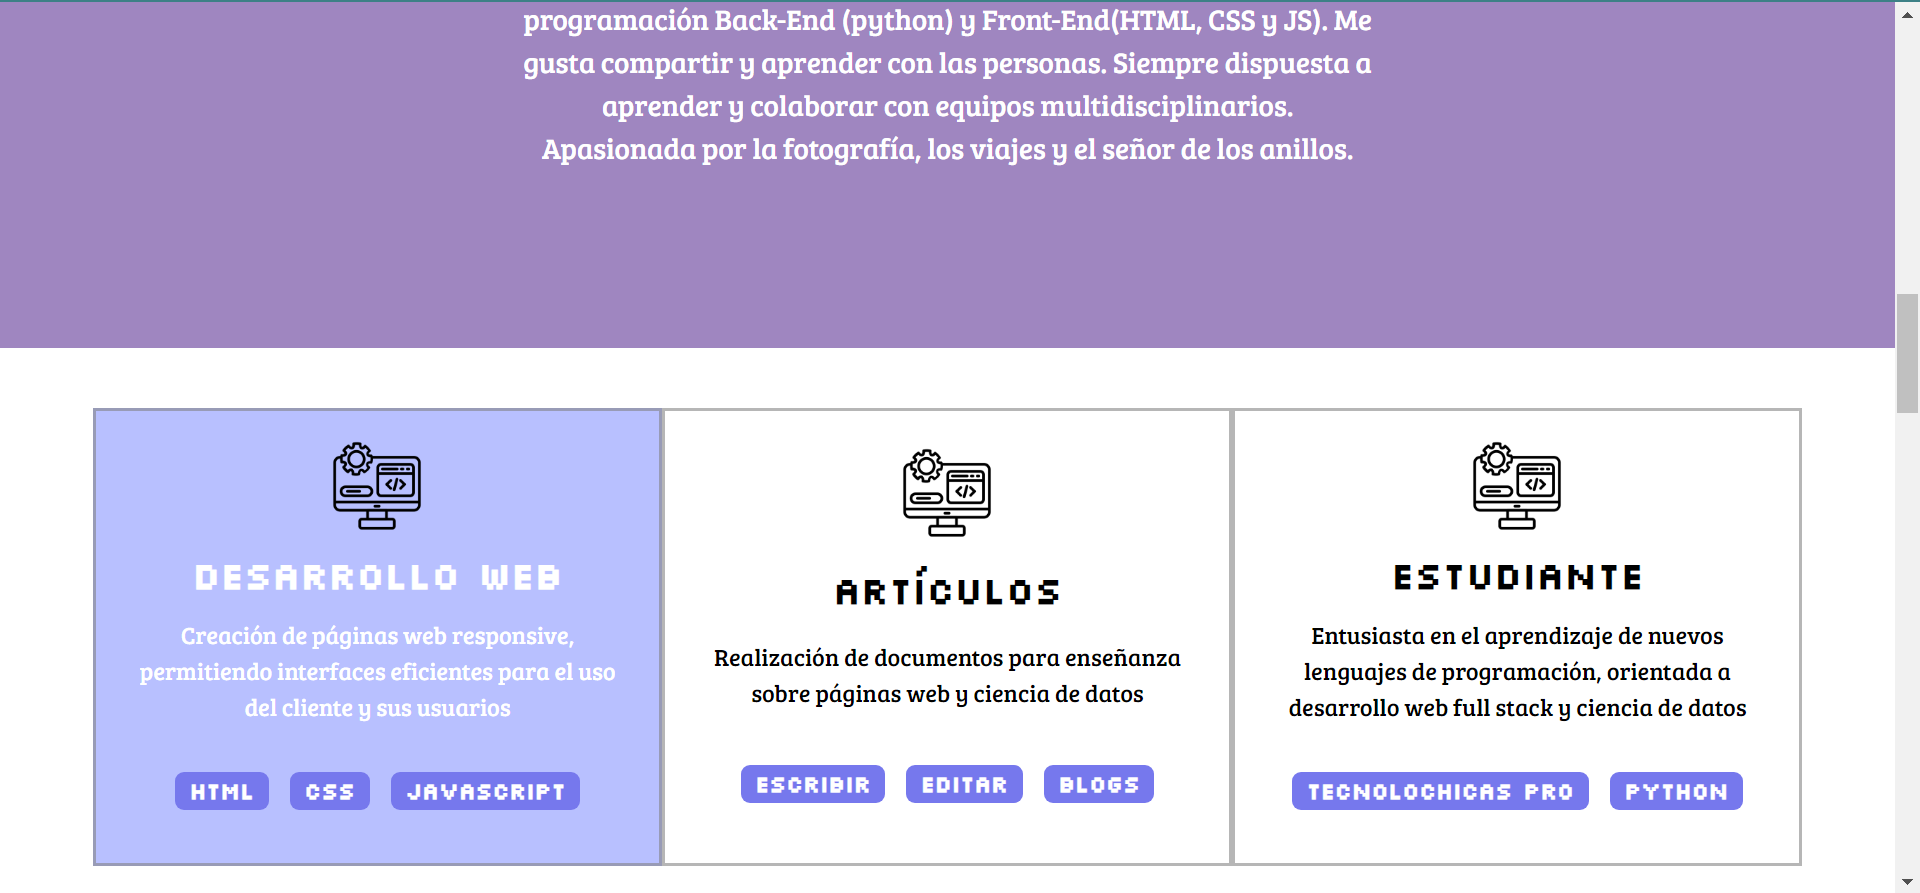 programación Back-End (python) y Front-End(HTML, CSS y JS). Me
gusta compartir y aprender con las personas. Siempre dispuesta a
aprender y colaborar con equipos multidisciplinarios.
Apasionada por la fotografía, los viajes y el señor de los anillos.
DESARROLLO WEB
Creación de páginas web responsive,
permitiendo interfaces eficientes para el uso
del cliente y sus usuarios
HTML CSS JAVASCRIPT
ARTÍCULOS
Realización de documentos para enseñanza
sobre páginas web y ciencia de datos
ESCRIBIR EDITAR BLOGS
ESTUDIANTE
Entusiasta en el aprendizaje de nuevos
lenguajes de programación, orientada a
desarrollo web full stack y ciencia de datos
TECNOLOCHICAS PRO PYTHON